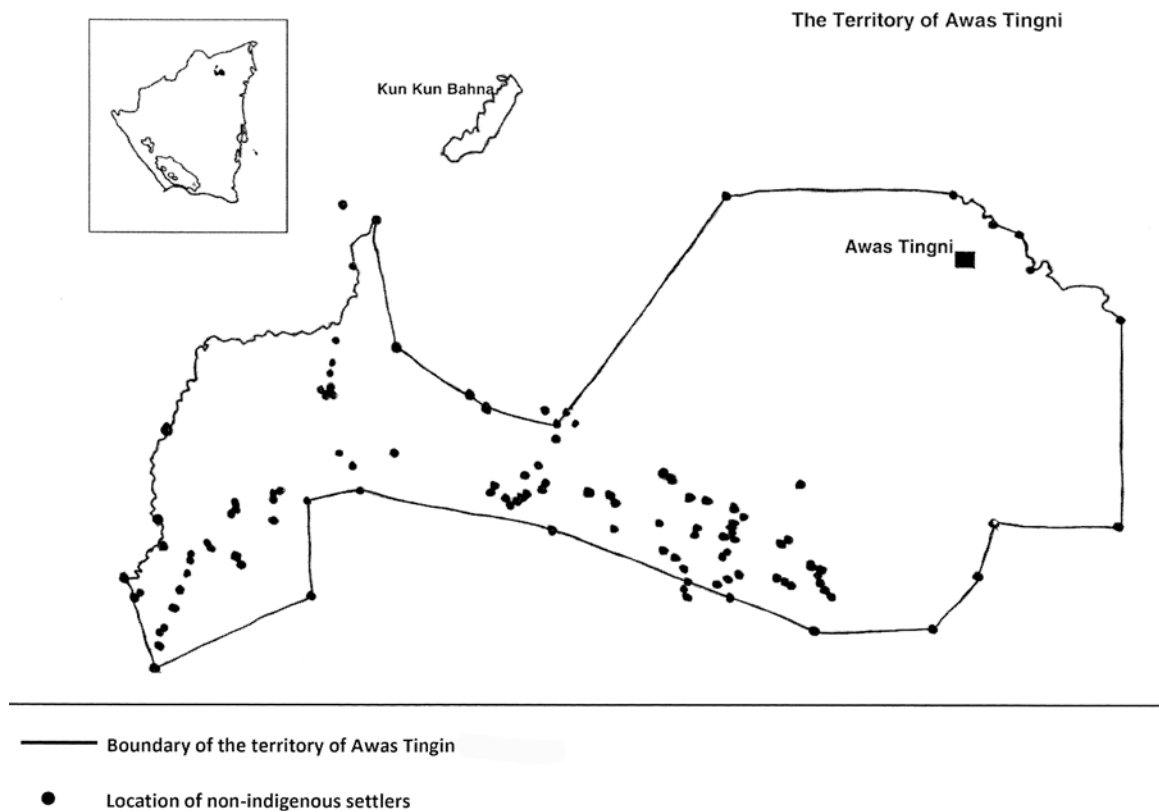 The Territory of Awas Tingni
Kun Kun Bahna
Awas Tingni
Boundary of the territory of Awas Tingin
Location of non-indigenous settlers